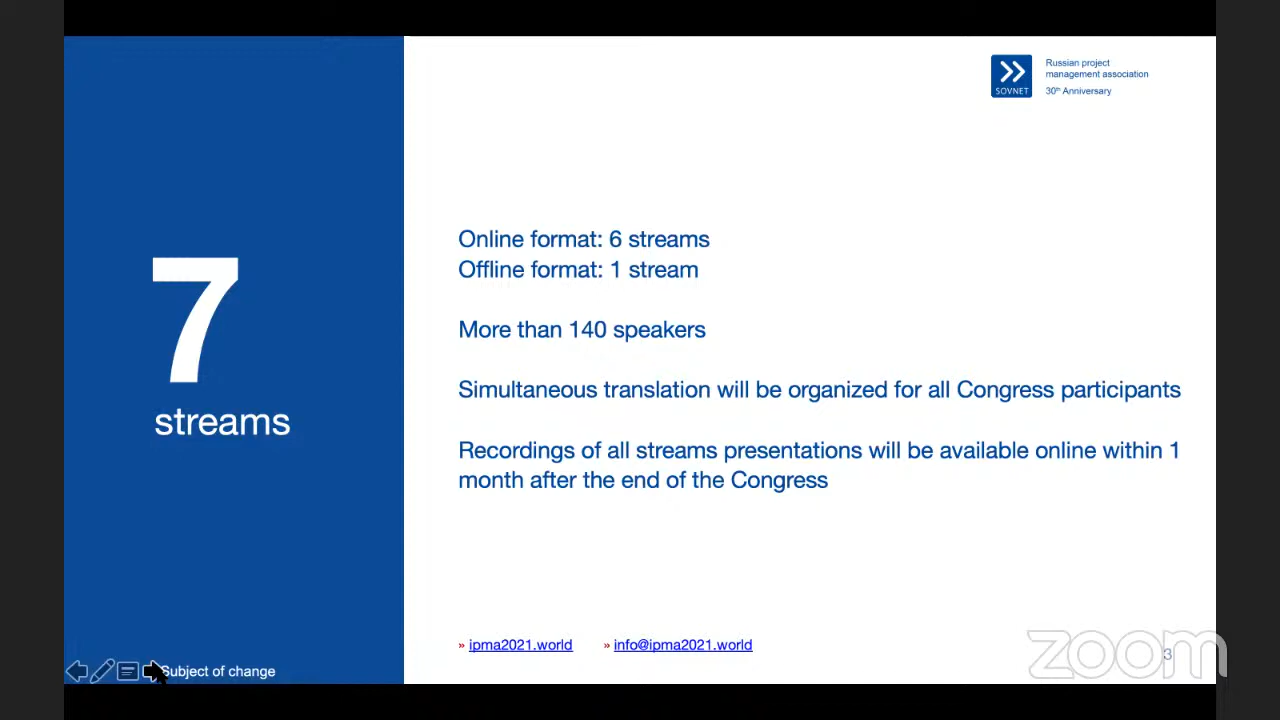 SOVNET
Russian project
management association
30th Anniversary
7
streams
Online format: 6 streams
Offline format: 1 stream
More than 140 speakers
Simultaneous translation will be organized for all Congress participants
Recordings of all streams presentations will be available online within 1
month after the end of the Congress
» ipma2021.world » info@ipma2021.world
Subject of change
zoom
3